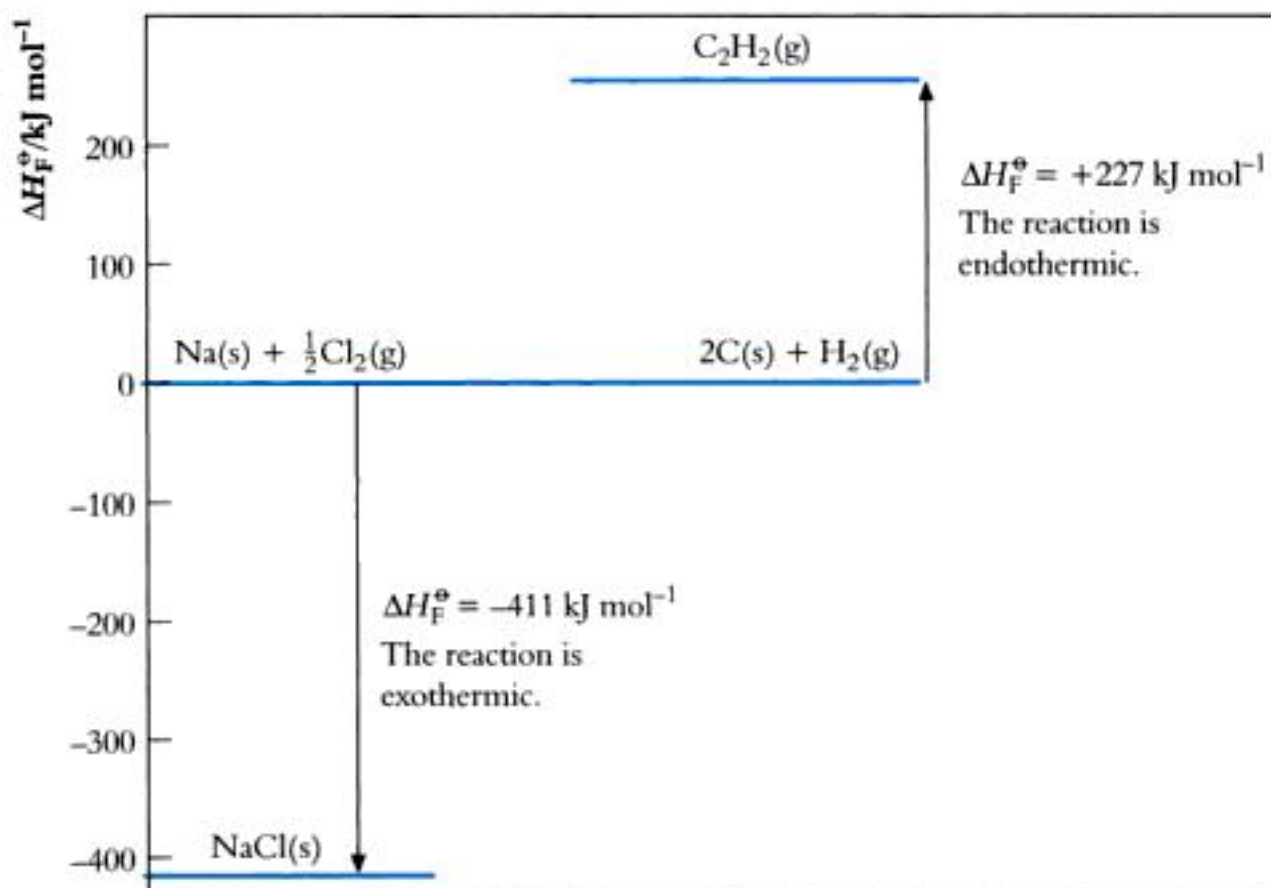 ΔH_F^⦵/kJ mol⁻¹
C₂H₂(g)
200
ΔH_F^⦵ = +227 kJ mol⁻¹
The reaction is
endothermic.
100
Na(s) + ½Cl₂(g)
2C(s) + H₂(g)
0
–100
ΔH_F^⦵ = –411 kJ mol⁻¹
–200
The reaction is
exothermic.
–300
NaCl(s)
–400